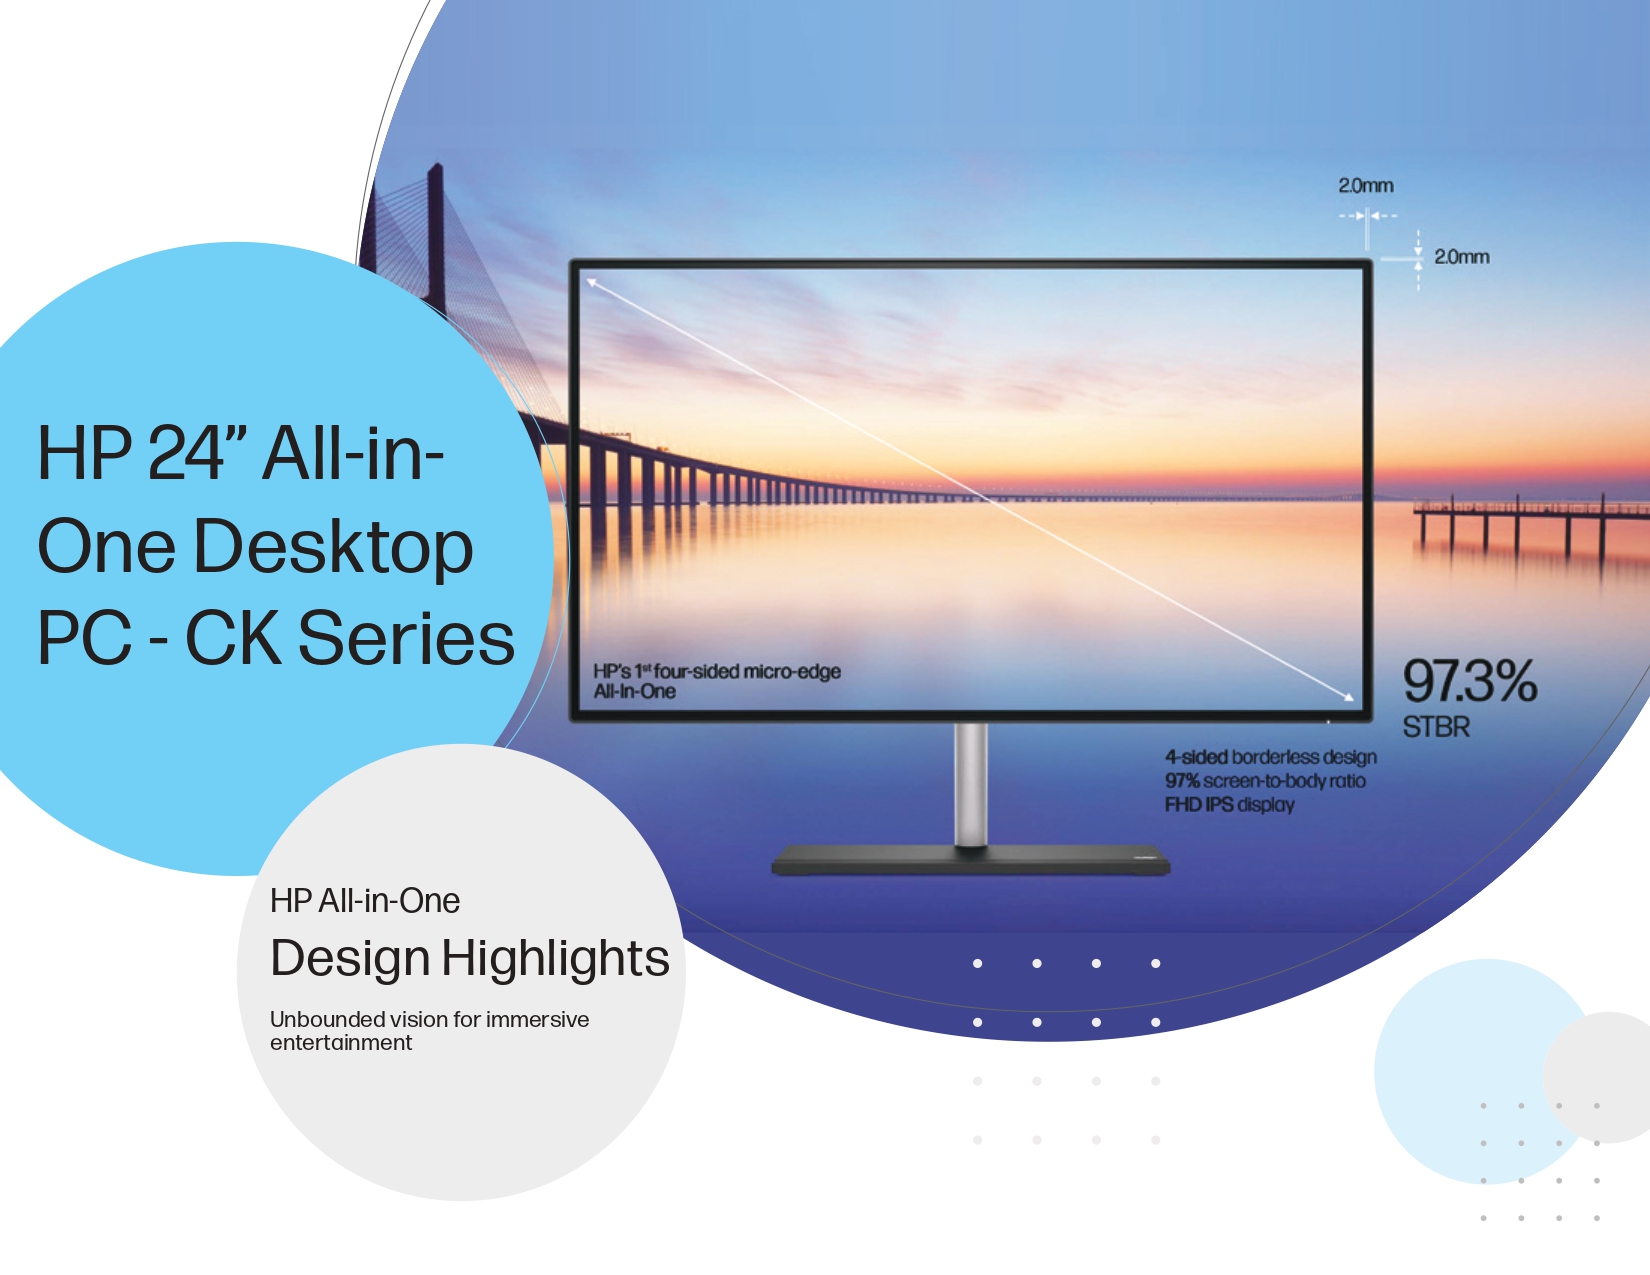 HP 24” All-in-
One Desktop
PC - CK Series
HP All-in-One
Design Highlights
Unbounded vision for immersive
entertainment
2.0mm
2.0mm
HP's 1st four-sided micro-edge
All-In-One
97.3%
STBR
4-sided borderless design
97% screen-to-body ratio
FHD IPS display